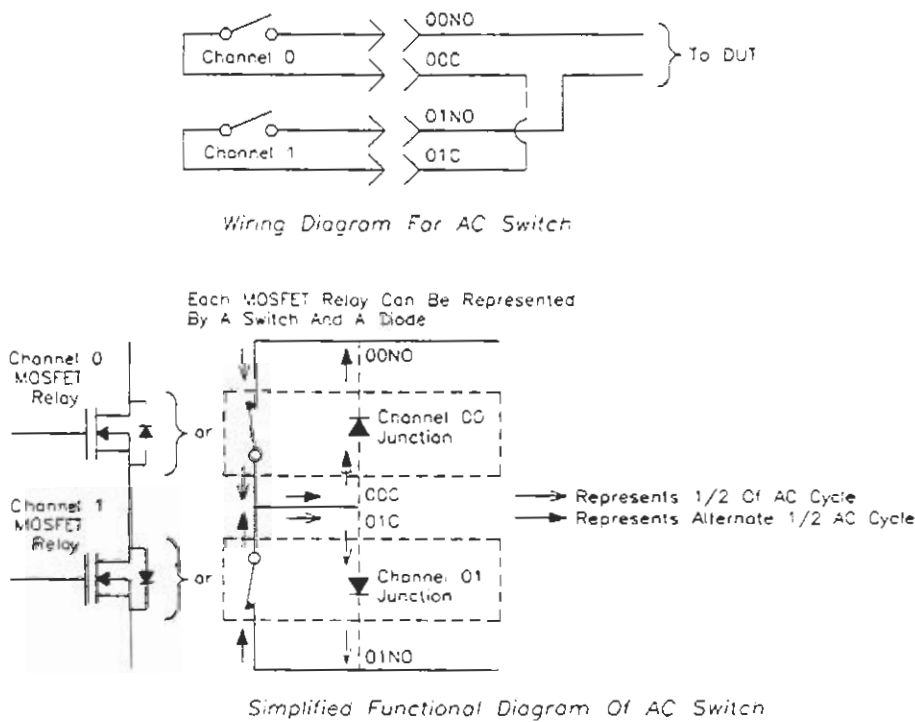 00NO
Channel 0
00C
To DUT
01NO
Channel 1
01C
Wiring Diagram For AC Switch
Each MOSFET Relay Can Be Represented
By A Switch And A Diode
Channel 0
MOSFET
Relay
or
00NO
Channel 00
Junction
00C
01C
Represents 1/2 Of AC Cycle
Represents Alternate 1/2 AC Cycle
Channel 1
MOSFET
Relay
or
Channel 01
Junction
01NO
Simplified Functional Diagram Of AC Switch